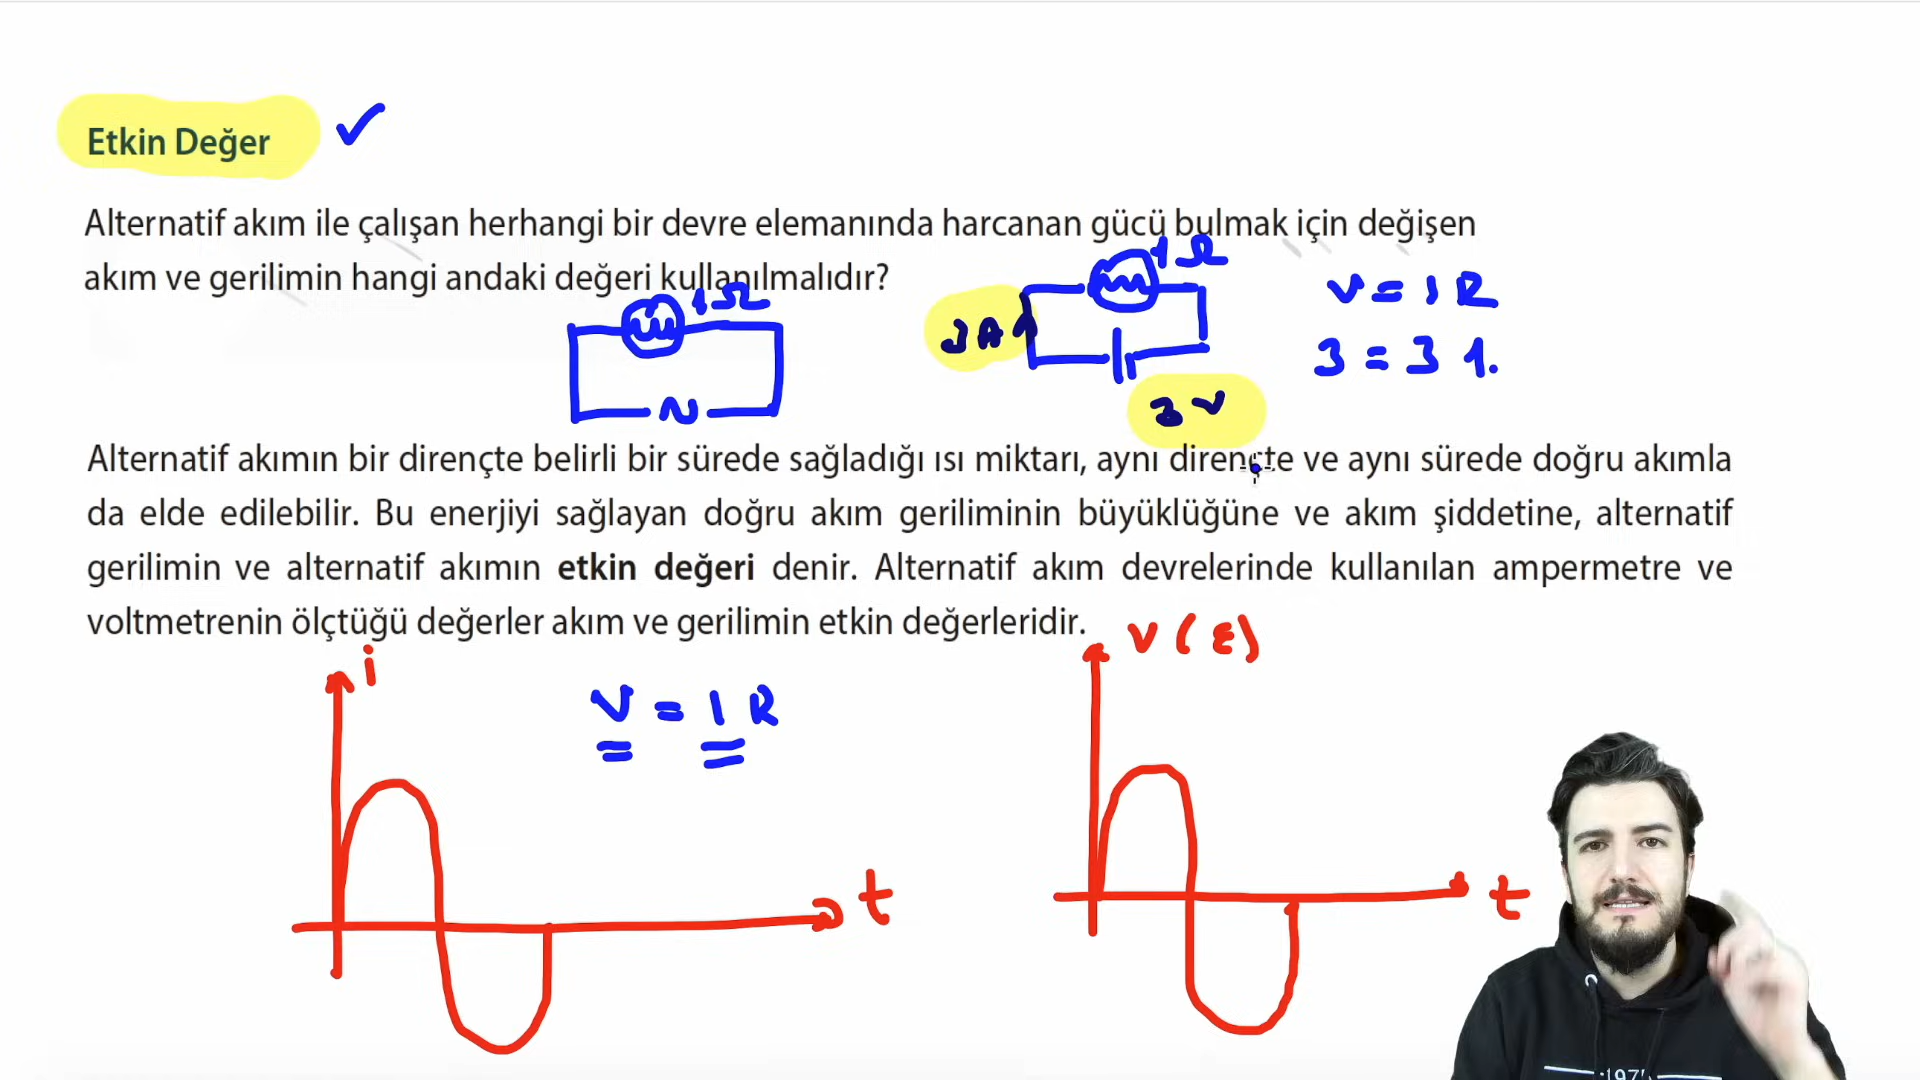 Etkin Değer
Alternatif akım ile çalışan herhangi bir devre elemanında harcanan gücü bulmak için değişen
akım ve gerilimin hangi andaki değeri kullanılmalıdır?
1Ω
1Ω
3A
3V
V = I R
3 = 3 1.
Alternatif akımın bir dirençte belirli bir sürede sağladığı ısı miktarı, aynı dirençte ve aynı sürede doğru akımla
da elde edilebilir. Bu enerjiyi sağlayan doğru akım geriliminin büyüklüğüne ve akım şiddetine, alternatif
gerilimin ve alternatif akımın etkin değeri denir. Alternatif akım devrelerinde kullanılan ampermetre ve
voltmetrenin ölçtüğü değerler akım ve gerilimin etkin değerleridir.
i
V = I R
t
V (ε)
t